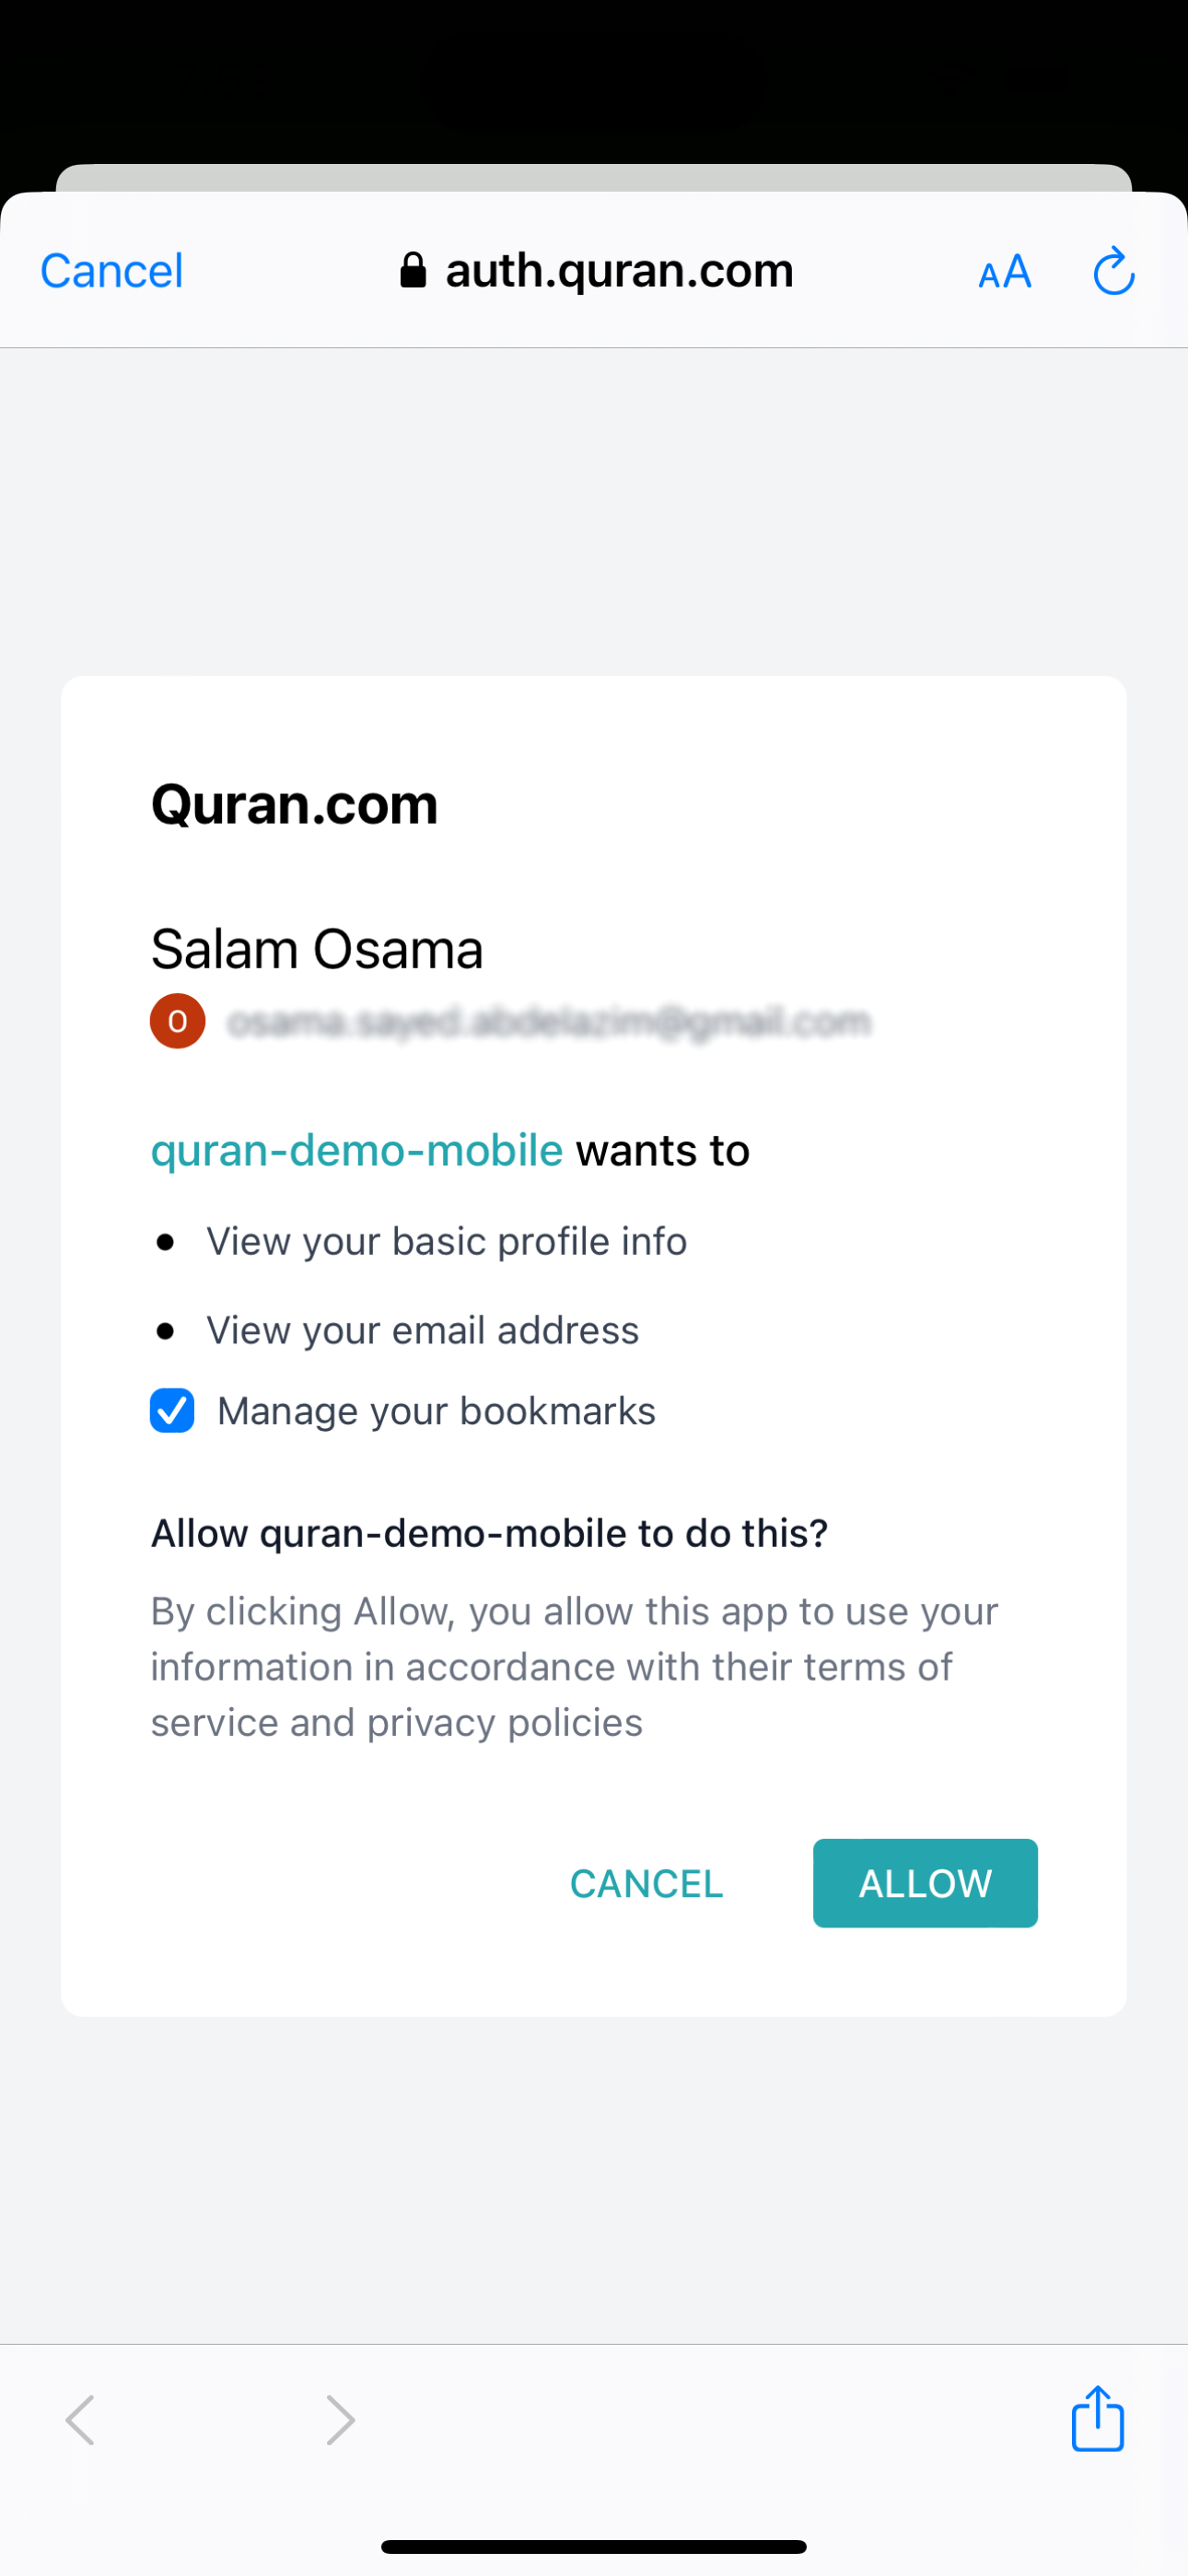 Cancel
auth.quran.com
AA
Quran.com
Salam Osama
O
quran-demo-mobile wants to
View your basic profile info
View your email address
Manage your bookmarks
Allow quran-demo-mobile to do this?
By clicking Allow, you allow this app to use your
information in accordance with their terms of
service and privacy policies
CANCEL
ALLOW